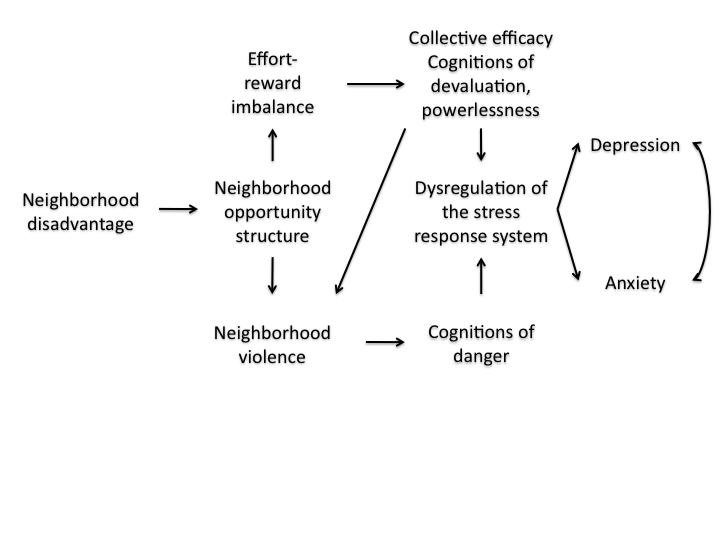 Collective efficacy
Cognitions of
devaluation,
powerlessness
Effort-
reward
imbalance
Depression
Neighborhood
disadvantage
Neighborhood
opportunity
structure
Dysregulation of
the stress
response system
Anxiety
Neighborhood
violence
Cognitions of
danger